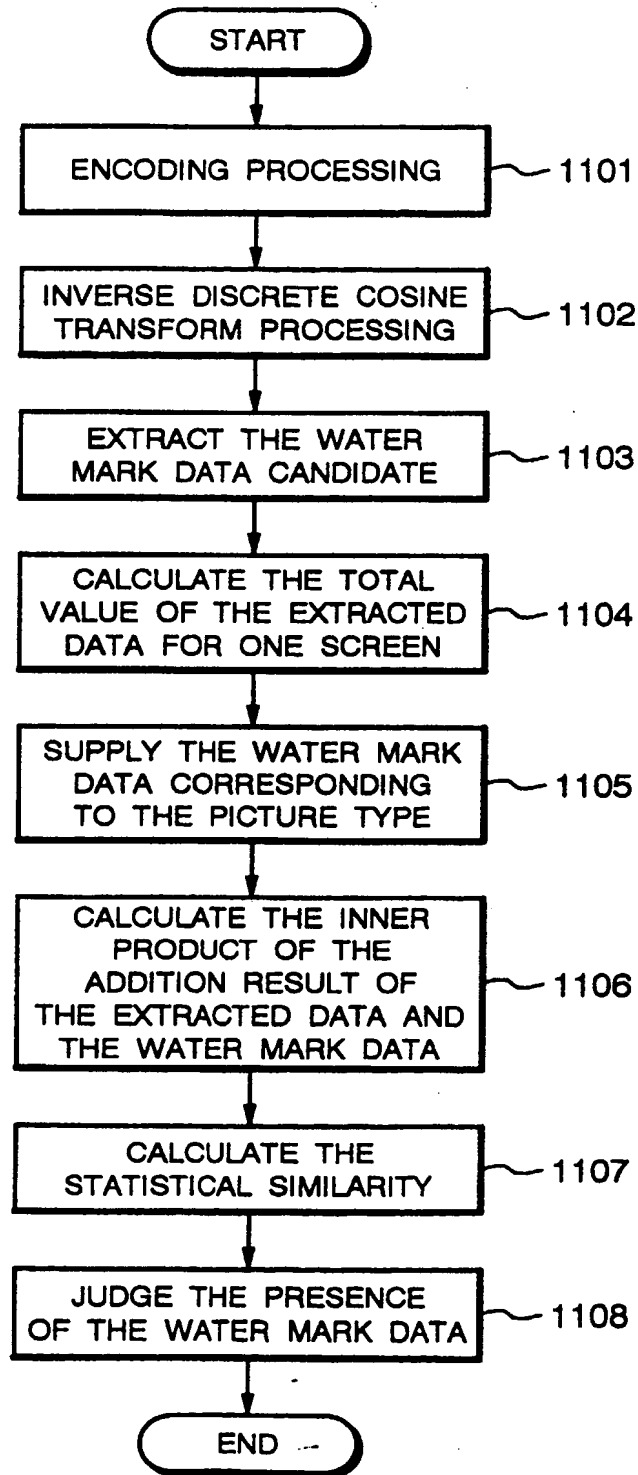 START
ENCODING PROCESSING
1101
INVERSE DISCRETE COSINE
TRANSFORM PROCESSING
1102
EXTRACT THE WATER
MARK DATA CANDIDATE
1103
CALCULATE THE TOTAL
VALUE OF THE EXTRACTED
DATA FOR ONE SCREEN
1104
SUPPLY THE WATER MARK
DATA CORRESPONDING
TO THE PICTURE TYPE
1105
CALCULATE THE INNER
PRODUCT OF THE
ADDITION RESULT OF
THE EXTRACTED DATA AND
THE WATER MARK DATA
1106
CALCULATE THE
STATISTICAL SIMILARITY
1107
JUDGE THE PRESENCE
OF THE WATER MARK DATA
1108
END